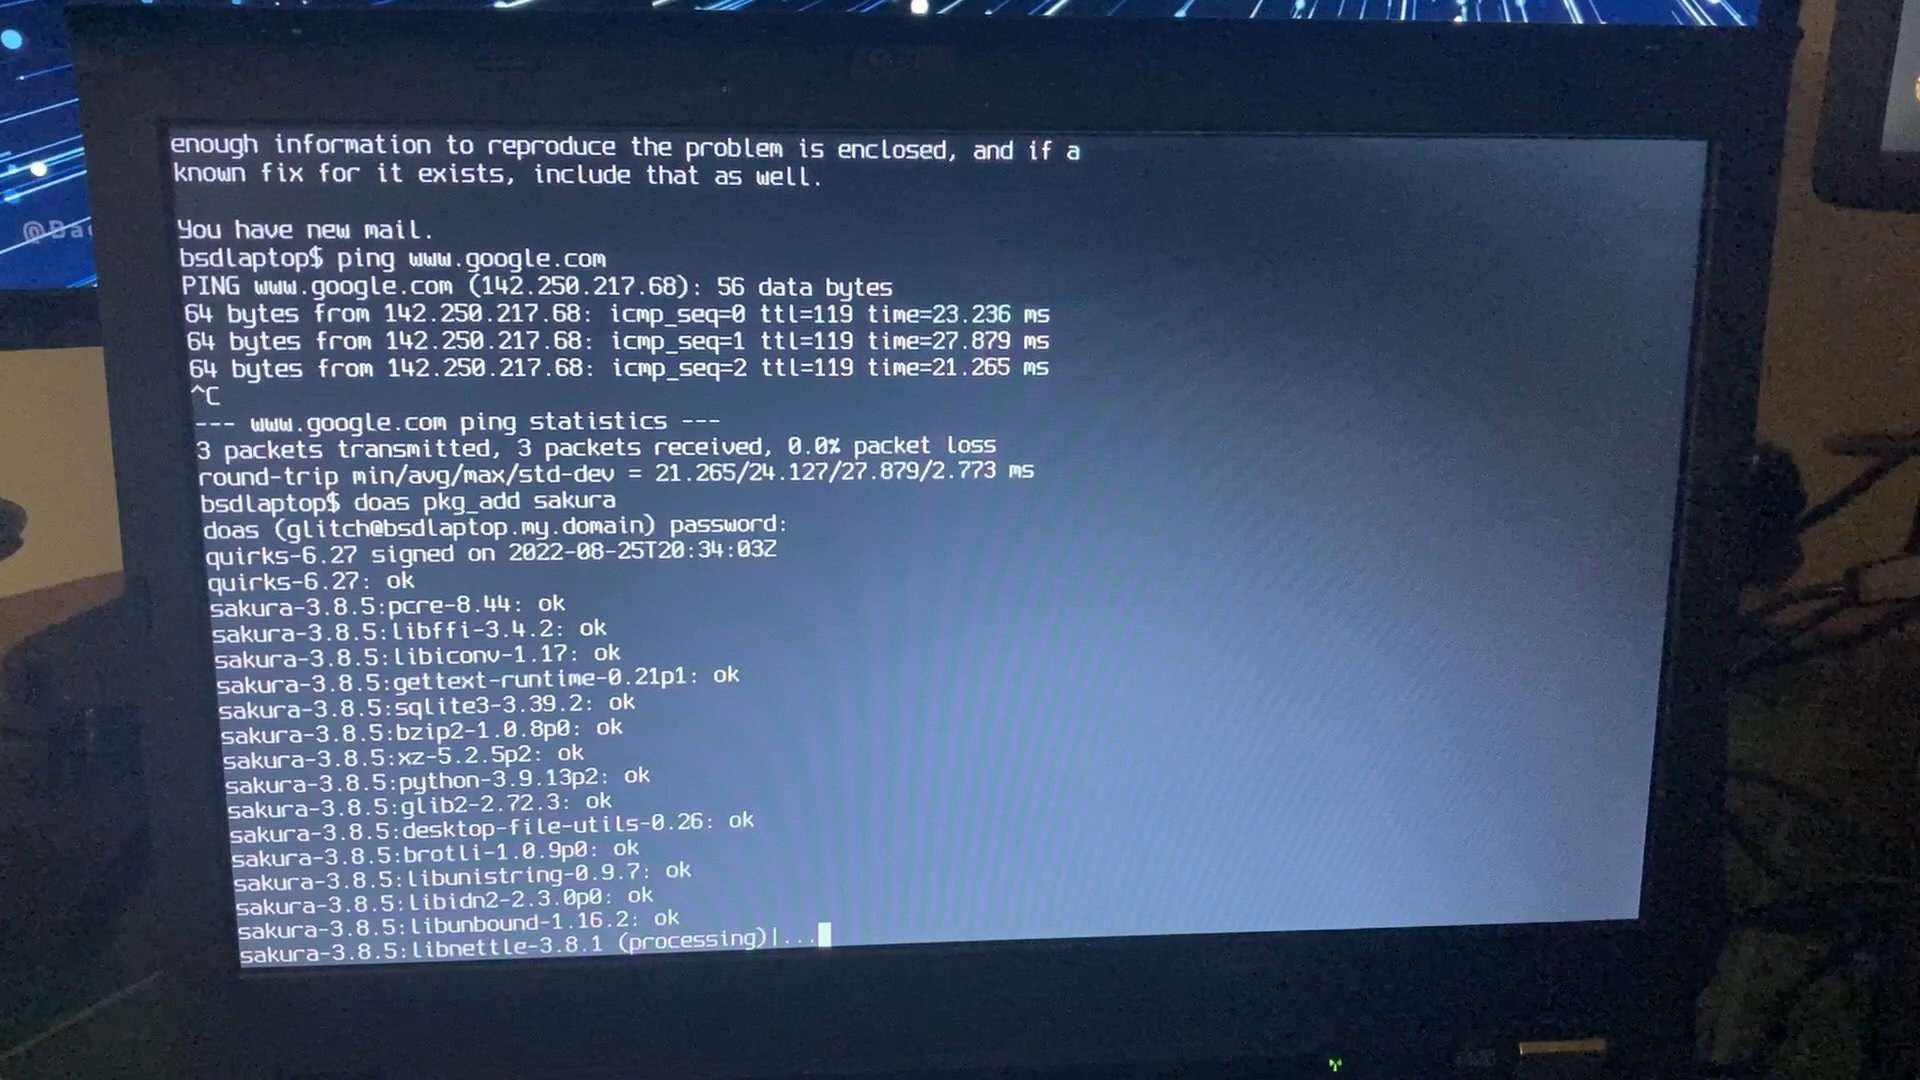 enough information to reproduce the problem is enclosed, and if a
known fix for it exists, include that as well.
You have new mail.
@Ba
bsdlaptop$ ping www.google.com
PING www.google.com (142.250.217.68): 56 data bytes
64 bytes from 142.250.217.68: icmp_seq=0 ttl=119 time=23.236 ms
64 bytes from 142.250.217.68: icmp_seq=1 ttl=119 time=27.879 ms
64 bytes from 142.250.217.68: icmp_seq=2 ttl=119 time=21.265 ms
^C
--- www.google.com ping statistics ---
3 packets transmitted, 3 packets received, 0.0% packet loss
round-trip min/avg/max/std-dev = 21.265/24.127/27.879/2.773 ms
bsdlaptop$ doas pkg_add sakura
doas (glitch@bsdlaptop.my.domain) password:
quirks-6.27 signed on 2022-08-25T20:34:03Z
quirks-6.27: ok
sakura-3.8.5:pcre-8.44: ok
sakura-3.8.5:libffi-3.4.2: ok
sakura-3.8.5:libiconv-1.17: ok
sakura-3.8.5:gettext-runtime-0.21p1: ok
sakura-3.8.5:sqlite3-3.39.2: ok
sakura-3.8.5:bzip2-1.0.8p0: ok
sakura-3.8.5:xz-5.2.5p2: ok
sakura-3.8.5:python-3.9.13p2: ok
sakura-3.8.5:glib2-2.72.3: ok
sakura-3.8.5:desktop-file-utils-0.26: ok
sakura-3.8.5:brotli-1.0.9p0: ok
sakura-3.8.5:libunistring-0.9.7: ok
sakura-3.8.5:libidn2-2.3.0p0: ok
sakura-3.8.5:libunbound-1.16.2: ok
sakura-3.8.5:libnettle-3.8.1 (processing)|...